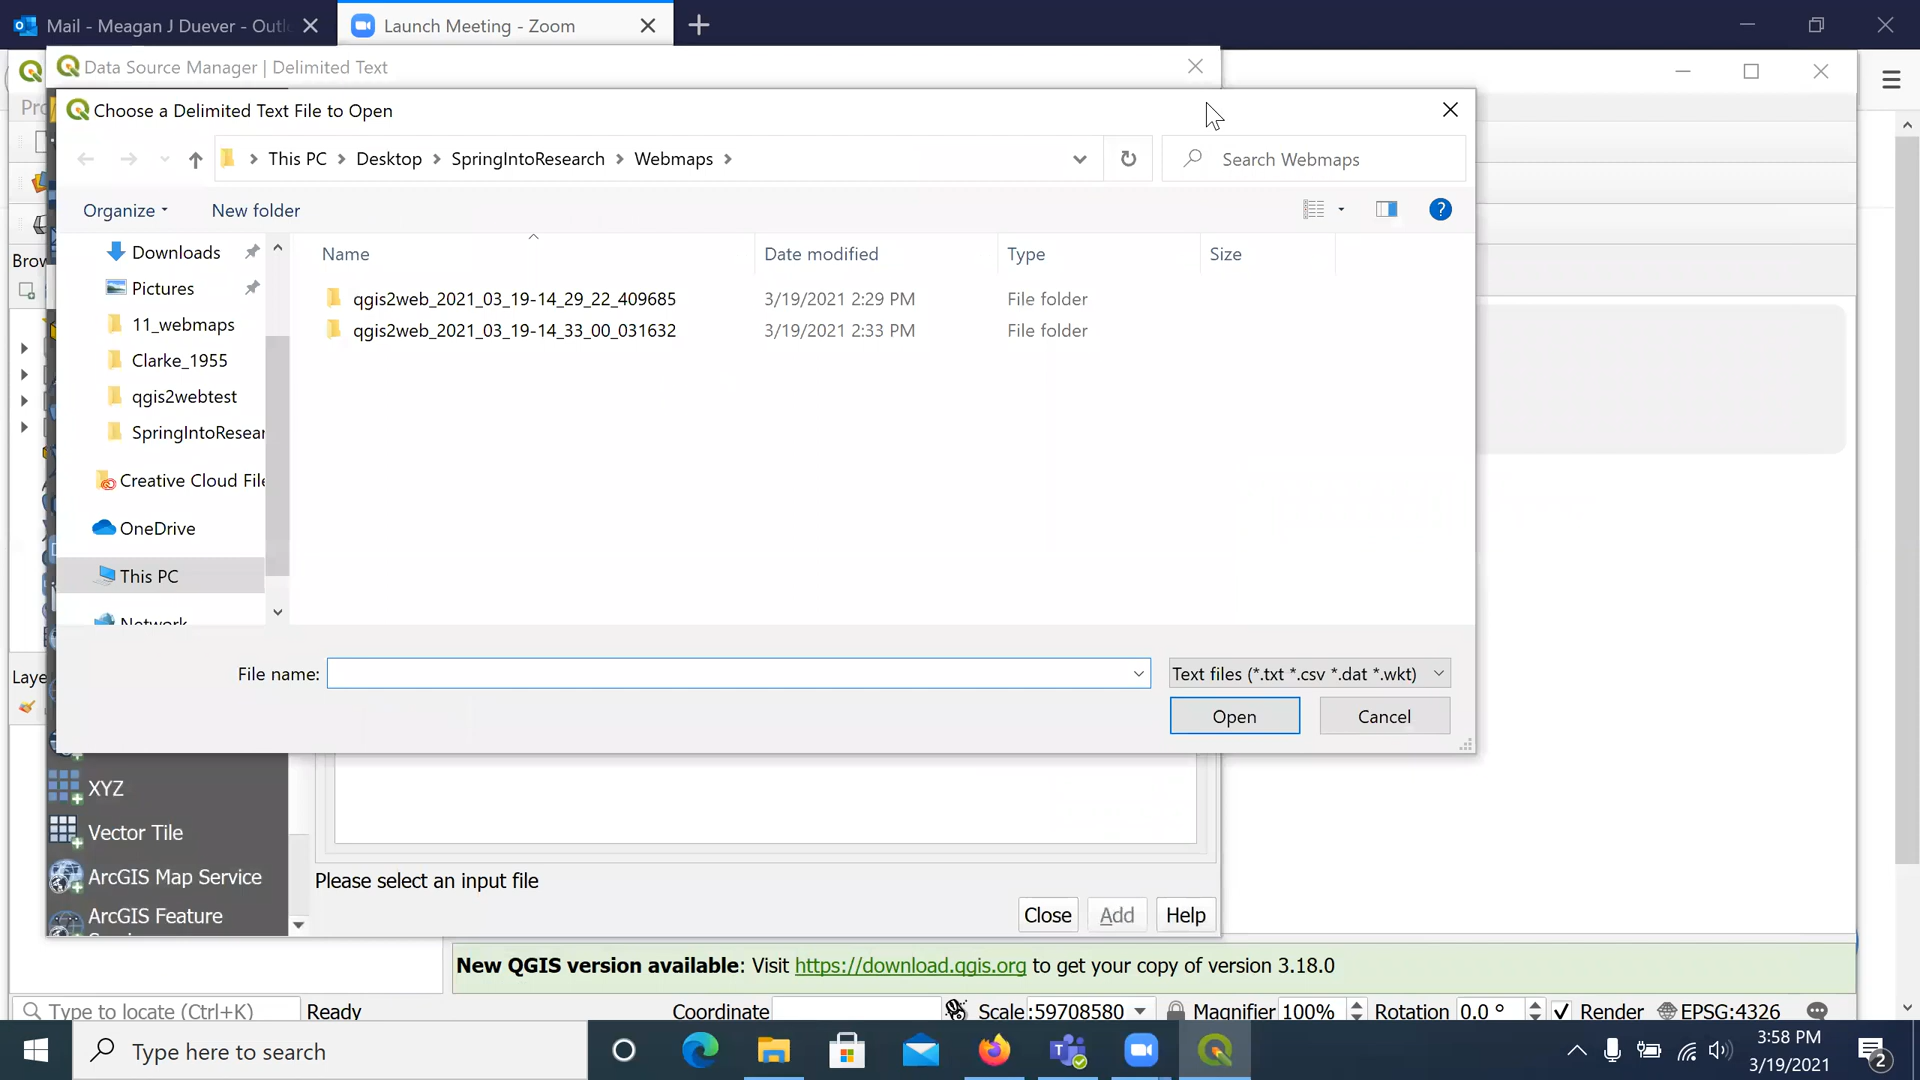 Mail - Meagan J Duever - Outl
Launch Meeting - Zoom
Data Source Manager | Delimited Text
Choose a Delimited Text File to Open
This PC > Desktop > SpringIntoResearch > Webmaps >
Search Webmaps
Organize
New folder
Name
Date modified
Type
Size
Downloads
Pictures
11_webmaps
Clarke_1955
qgis2webtest
SpringIntoResear
Creative Cloud File
OneDrive
This PC
Network
qgis2web_2021_03_19-14_29_22_409685 3/19/2021 2:29 PM File folder
qgis2web_2021_03_19-14_33_00_031632 3/19/2021 2:33 PM File folder
Brow
Laye
File name:
Text files (*.txt *.csv *.dat *.wkt)
Open
Cancel
XYZ
Vector Tile
ArcGIS Map Service
ArcGIS Feature
Please select an input file
Close
Add
Help
New QGIS version available: Visit https://download.qgis.org to get your copy of version 3.18.0
Type to locate (Ctrl+K)
Ready
Coordinate
Scale:59708580
Magnifier 100%
Rotation 0.0 °
Render
EPSG:4326
Type here to search
3:58 PM
3/19/2021
2